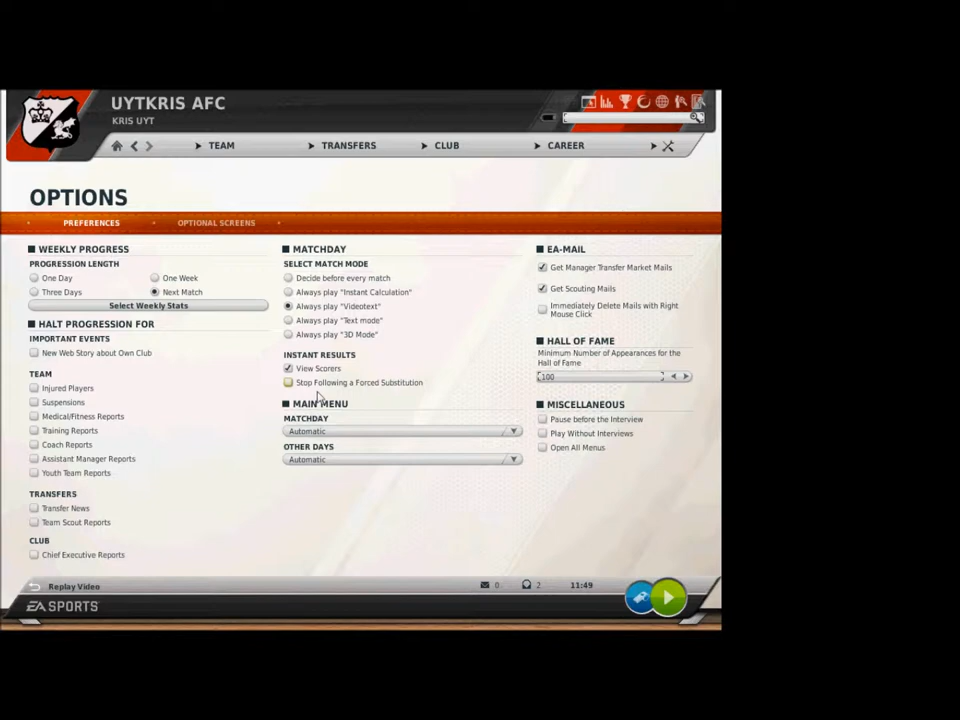 UYTKRIS AFC
KRIS UYT
TEAM
TRANSFERS
CLUB
CAREER
OPTIONS
PREFERENCES
OPTIONAL SCREENS
WEEKLY PROGRESS
PROGRESSION LENGTH
One Day
One Week
Three Days
Next Match
Select Weekly Stats
HALT PROGRESSION FOR
IMPORTANT EVENTS
New Web Story about Own Club
TEAM
Injured Players
Suspensions
Medical/Fitness Reports
Training Reports
Coach Reports
Assistant Manager Reports
Youth Team Reports
TRANSFERS
Transfer News
Team Scout Reports
CLUB
Chief Executive Reports
MATCHDAY
SELECT MATCH MODE
Decide before every match
Always play "Instant Calculation"
Always play "Videotext"
Always play "Text mode"
Always play "3D Mode"
INSTANT RESULTS
View Scorers
Stop Following a Forced Substitution
MAIN MENU
MATCHDAY
Automatic
OTHER DAYS
Automatic
EA-MAIL
Get Manager Transfer Market Mails
Get Scouting Mails
Immediately Delete Mails with Right
Mouse Click
HALL OF FAME
Minimum Number of Appearances for the
Hall of Fame
100
MISCELLANEOUS
Pause before the Interview
Play Without Interviews
Open All Menus
Replay Video
0
2
11:49
EA SPORTS